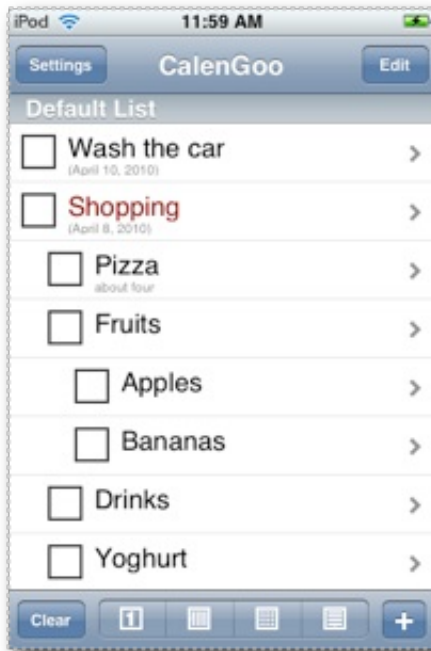 iPod 11:59 AM
Settings CalenGoo Edit
Default List
Wash the car
(April 10, 2010)
Shopping
(April 8, 2010)
Pizza
about four
Fruits
Apples
Bananas
Drinks
Yoghurt
Clear 1 +